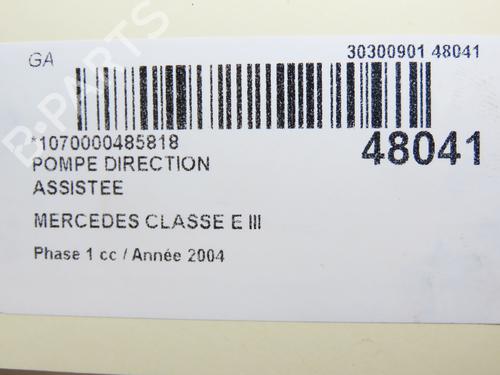 GA
30300901 48041
*1070000485818
48041
POMPE DIRECTION
ASSISTEE
MERCEDES CLASSE E III
Phase 1 cc / Année 2004
B-PARTS